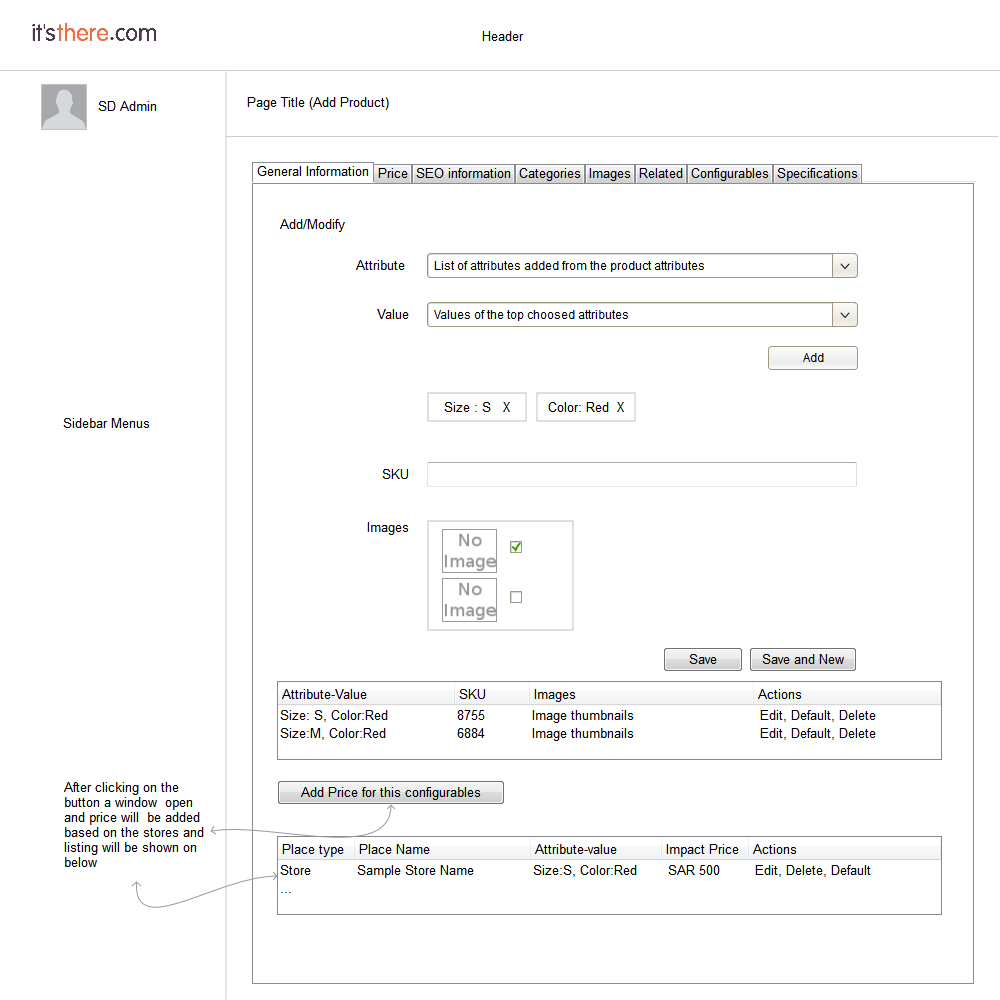 it'sthere.com
Header
SD Admin
Page Title (Add Product)
General Information Price SEO information Categories Images Related Configurables Specifications
Add/Modify
Attribute List of attributes added from the product attributes
Value Values of the top choosed attributes
Add
Size : S X Color: Red X
Sidebar Menus
SKU
Images
No Image
No Image
Save Save and New
Attribute-Value SKU Images Actions
Size: S, Color:Red 8755 Image thumbnails Edit, Default, Delete
Size:M, Color:Red 6884 Image thumbnails Edit, Default, Delete
After clicking on the
button a window open
and price will be added
based on the stores and
listing will be shown on
below
Add Price for this configurables
Place type Place Name Attribute-value Impact Price Actions
Store Sample Store Name Size:S, Color:Red SAR 500 Edit, Delete, Default
...